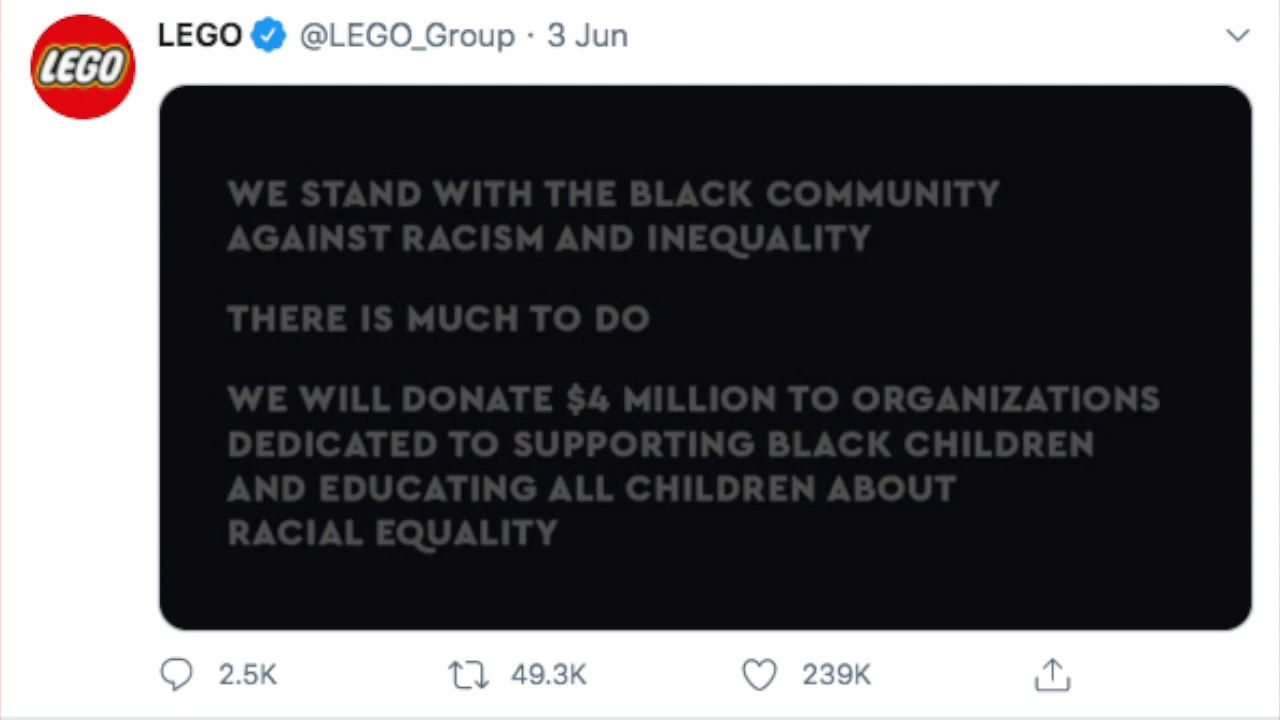 LEGO
LEGO @LEGO_Group · 3 Jun
WE STAND WITH THE BLACK COMMUNITY
AGAINST RACISM AND INEQUALITY
THERE IS MUCH TO DO
WE WILL DONATE $4 MILLION TO ORGANIZATIONS
DEDICATED TO SUPPORTING BLACK CHILDREN
AND EDUCATING ALL CHILDREN ABOUT
RACIAL EQUALITY
2.5K 49.3K 239K